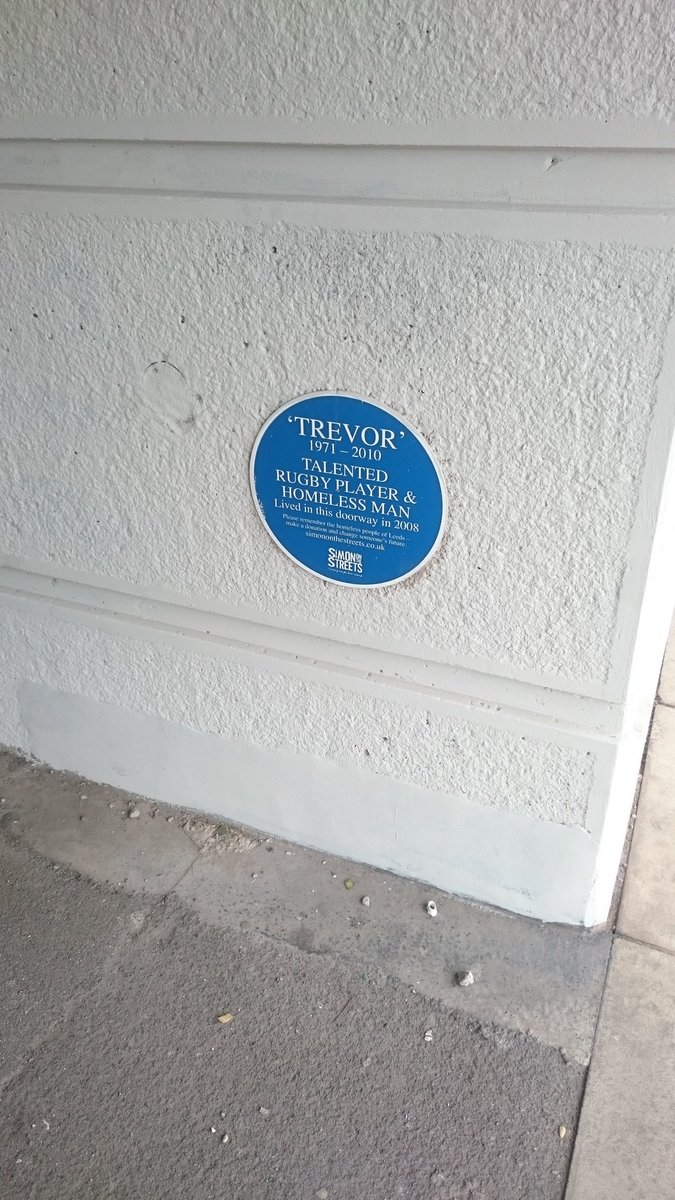 ‘TREVOR’
1971 – 2010
TALENTED
RUGBY PLAYER &
HOMELESS MAN
Lived in this doorway in 2008
Please remember the homeless people of Leeds –
make a donation and change someone's future
simononthestreets.co.uk
SIMON ON THE
STREETS